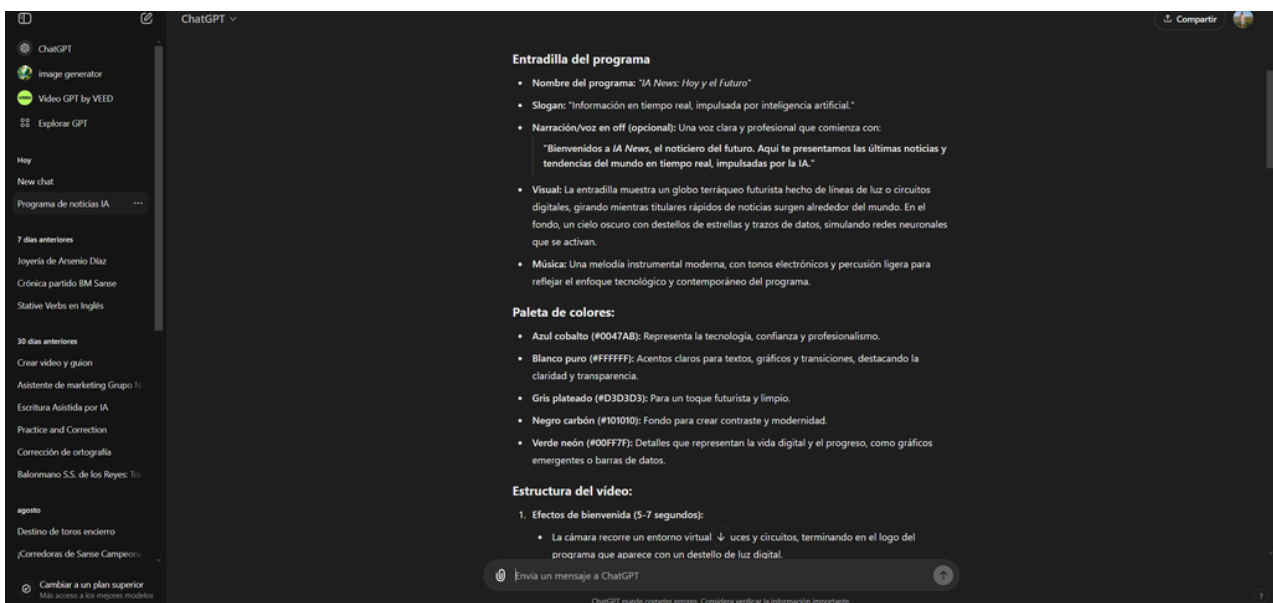 ChatGPT
Compartir
ChatGPT
image generator
Video GPT by VEED
Explorar GPT
Hoy
New chat
Programa de noticias IA
7 días anteriores
Joyería de Arsenio Díaz
Crónica partido BM Sanse
Stative Verbs en Inglés
30 días anteriores
Crear video y guion
Asistente de marketing Grupo
Escritura Asistida por IA
Practice and Correction
Corrección de ortografía
Balonmano S.S. de los Reyes:
agosto
Destino de toros encierro
¡Corredoras de Sanse
Cambiar a un plan superior
Más acceso a los mejores modelos
Entradilla del programa
• Nombre del programa: "IA News: Hoy y el Futuro"
• Slogan: "Información en tiempo real, impulsada por inteligencia artificial."
• Narración/voz en off (opcional): Una voz clara y profesional que comienza con:
"Bienvenidos a IA News, el noticiero del futuro. Aquí te presentamos las últimas noticias y
tendencias del mundo en tiempo real, impulsadas por la IA."
• Visual: La entradilla muestra un globo terráqueo futurista hecho de líneas de luz o circuitos
digitales, girando mientras titulares rápidos de noticias surgen alrededor del mundo. En el
fondo, un cielo oscuro con destellos de estrellas y trazos de datos, simulando redes neuronales
que se activan.
• Música: Una melodía instrumental moderna, con tonos electrónicos y percusión ligera para
reflejar el enfoque tecnológico y contemporáneo del programa.
Paleta de colores:
• Azul cobalto (#0047AB): Representa la tecnología, confianza y profesionalismo.
• Blanco puro (#FFFFFF): Acentos claros para textos, gráficos y transiciones, destacando la
claridad y transparencia.
• Gris plateado (#D3D3D3): Para un toque futurista y limpio.
• Negro carbón (#101010): Fondo para crear contraste y modernidad.
• Verde neón (#00FF7F): Detalles que representan la vida digital y el progreso, como gráficos
emergentes o barras de datos.
Estructura del vídeo:
1. Efectos de bienvenida (5-7 segundos):
• La cámara recorre un entorno virtual uces y circuitos, terminando en el logo del
programa que aparece con un destello de luz digital.
Envía un mensaje a ChatGPT
ChatGPT puede cometer errores. Considera verificar la información importante.
?